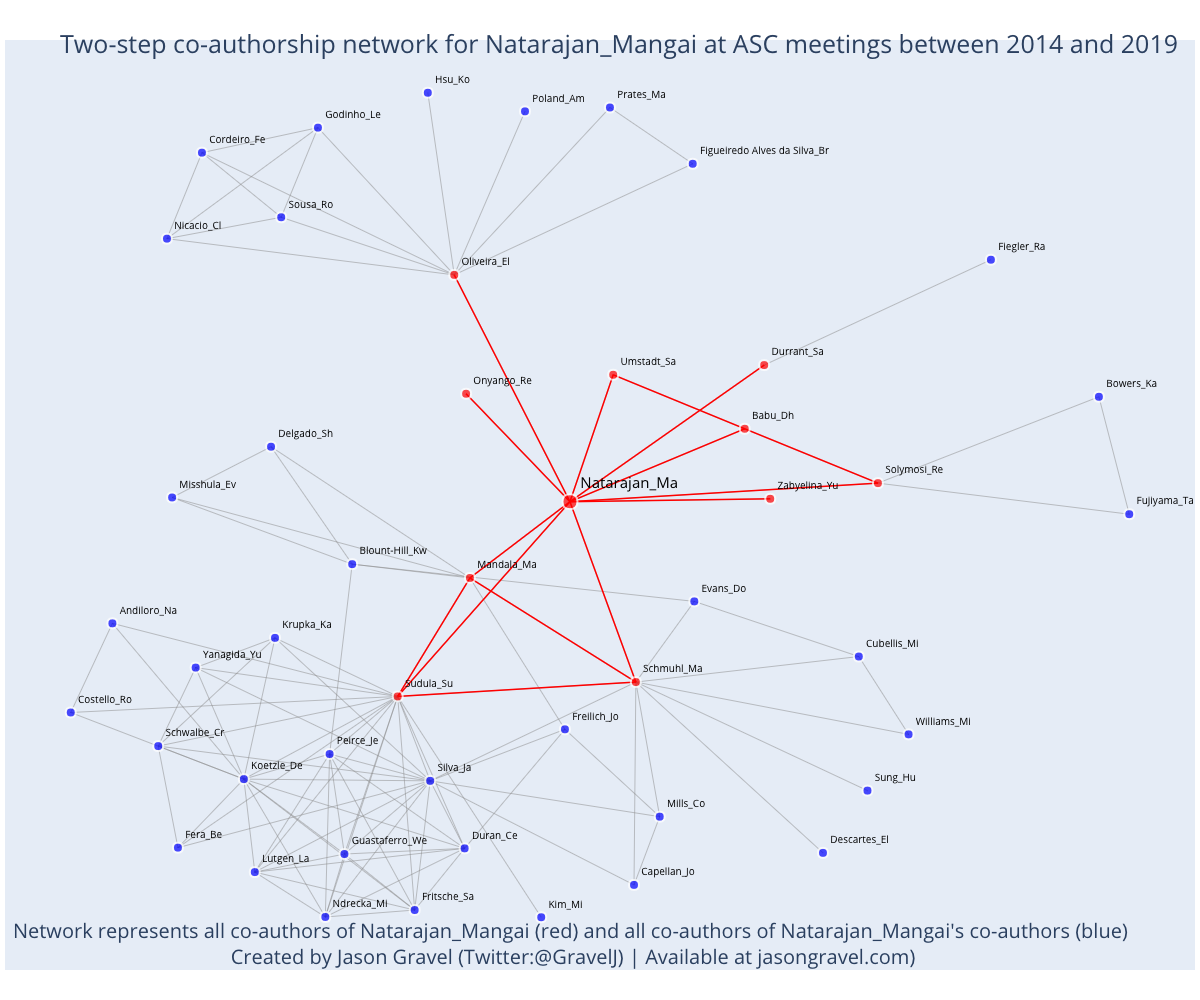 Two-step co-authorship network for Natarajan_Mangai at ASC meetings between 2014 and 2019
Hsu_Ko
Poland_Am
Prates_Ma
Godinho_Le
Cordeiro_Fe
Figueiredo Alves da Silva_Br
Sousa_Ro
Nicacio_Cl
Oliveira_El
Fiegler_Ra
Durrant_Sa
Umstadt_Sa
Onyango_Re
Bowers_Ka
Babu_Dh
Delgado_Sh
Solymosi_Re
Misshula_Ev
Natarajan_Ma
Zabyelina_Yu
Fujiyama_Ta
Blount-Hill_Kw
Mandala_Ma
Evans_Do
Andiloro_Na
Krupka_Ka
Cubellis_Mi
Yanagida_Yu
Schmuhl_Ma
Sudula_Su
Costello_Ro
Freilich_Jo
Williams_Mi
Schwalbe_Cr
Peirce_Je
Koetzle_De
Silva_Ja
Sung_Hu
Mills_Co
Fera_Be
Guastaferro_We
Duran_Ce
Descartes_El
Lutgen_La
Capellan_Jo
Ndrecka_Mi
Fritsche_Sa
Kim_Mi
Network represents all co-authors of Natarajan_Mangai (red) and all co-authors of Natarajan_Mangai's co-authors (blue)
Created by Jason Gravel (Twitter:@GravelJ) | Available at jasongravel.com)